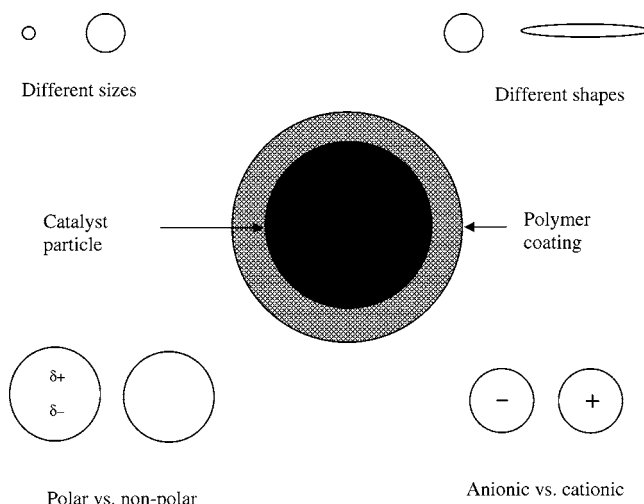 Different sizes
Different shapes
Catalyst
particle
Polymer
coating
δ+
δ–
−
+
Polar vs. non-polar
Anionic vs. cationic